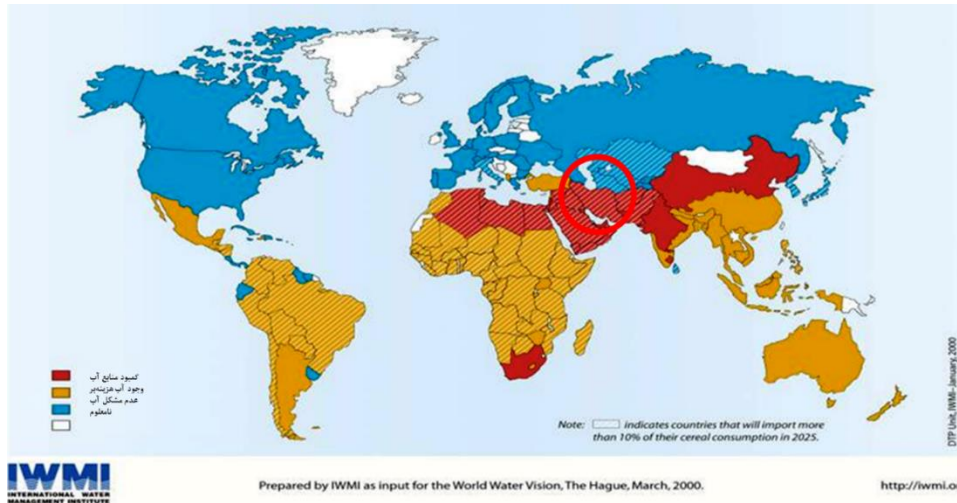 کمبود منابع آب
وجود آب هزینه‌بر
عدم مشکل آب
نامعلوم
Note: indicates countries that will import more
than 10% of their cereal consumption in 2025.
DTP Unit, IWMI-January, 2000
IWMI
INTERNATIONAL WATER
MANAGEMENT INSTITUTE
Prepared by IWMI as input for the World Water Vision, The Hague, March, 2000.
http://iwmi.o